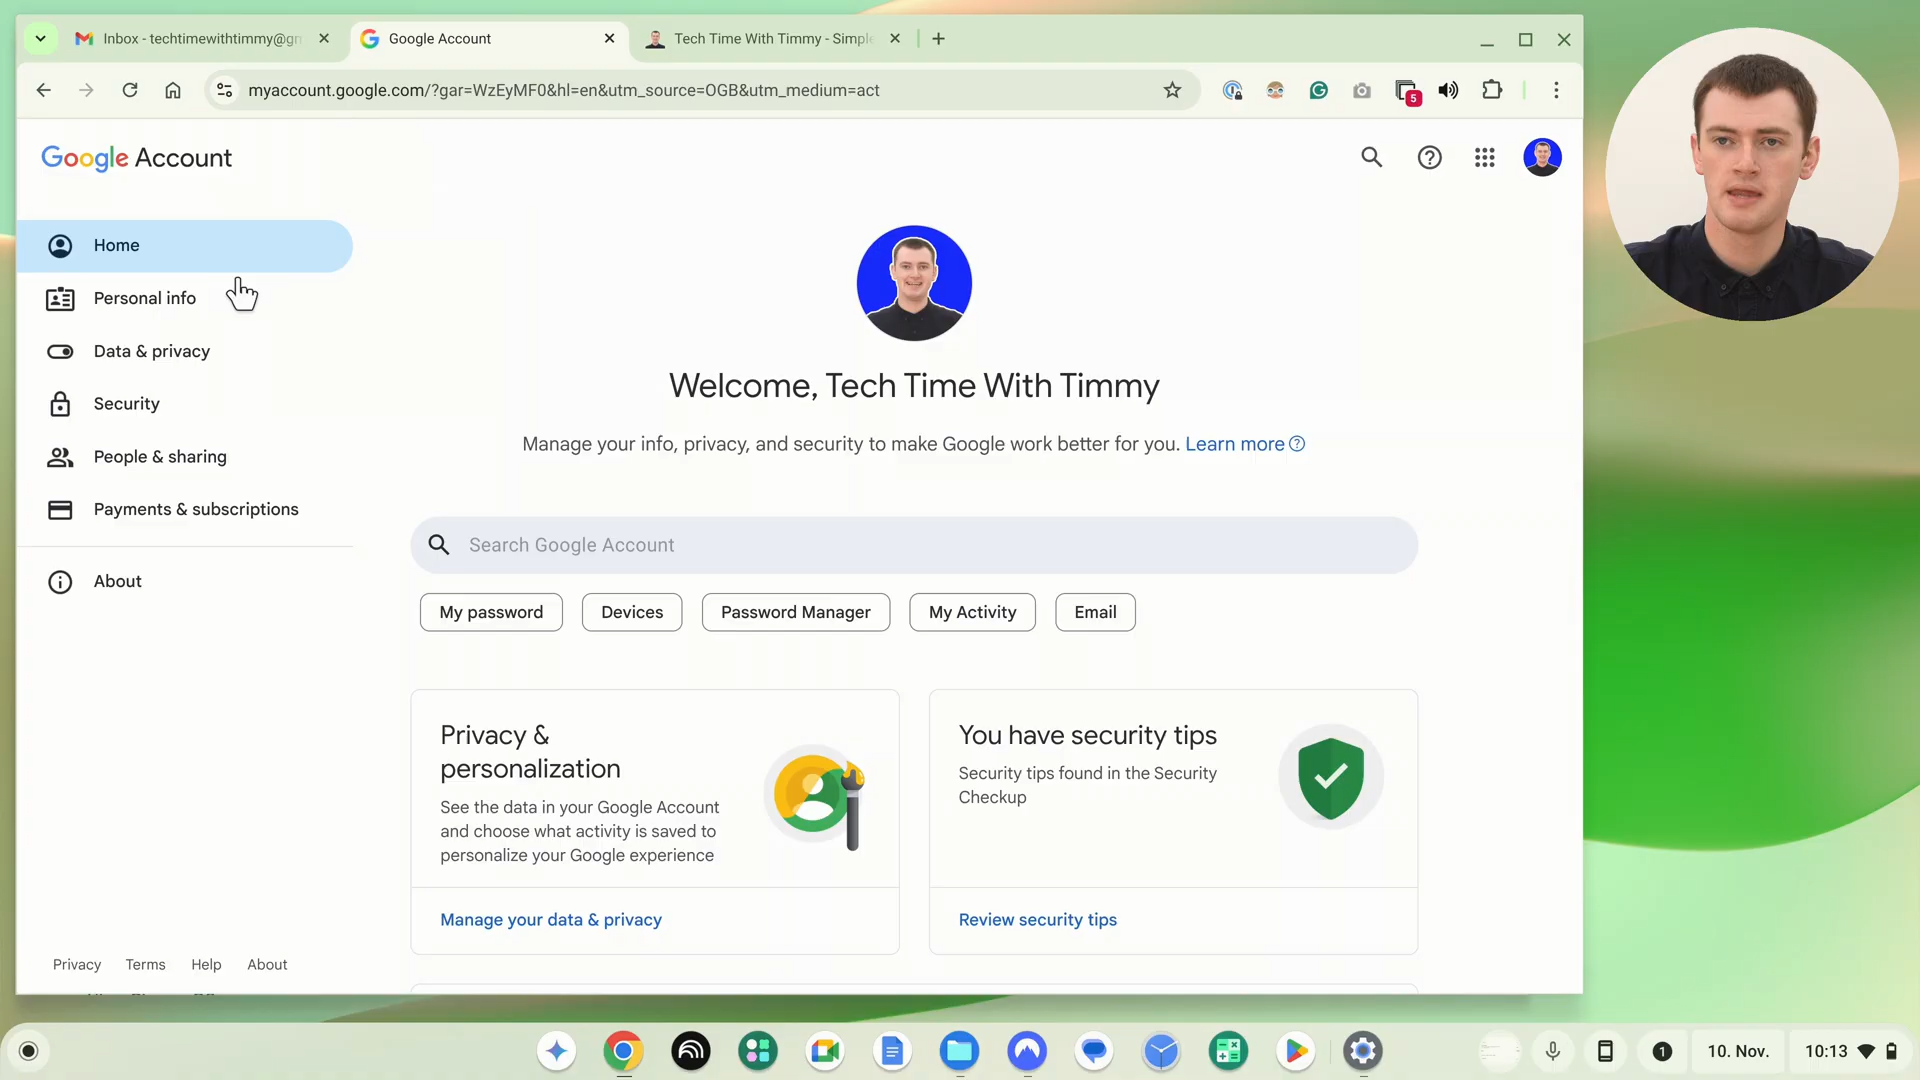 Inbox - techtimewithtimmy@gm
Google Account
Tech Time With Timmy - Simple
myaccount.google.com/?gar=WzEyMF0&hl=en&utm_source=OGB&utm_medium=act
5
Google Account
Home
Personal info
Data & privacy
Security
People & sharing
Payments & subscriptions
About
Welcome, Tech Time With Timmy
Manage your info, privacy, and security to make Google work better for you. Learn more
Search Google Account
My password
Devices
Password Manager
My Activity
Email
Privacy &
personalization
See the data in your Google Account
and choose what activity is saved to
personalize your Google experience
Manage your data & privacy
You have security tips
Security tips found in the Security
Checkup
Review security tips
Privacy Terms Help About
1
10. Nov.
10:13